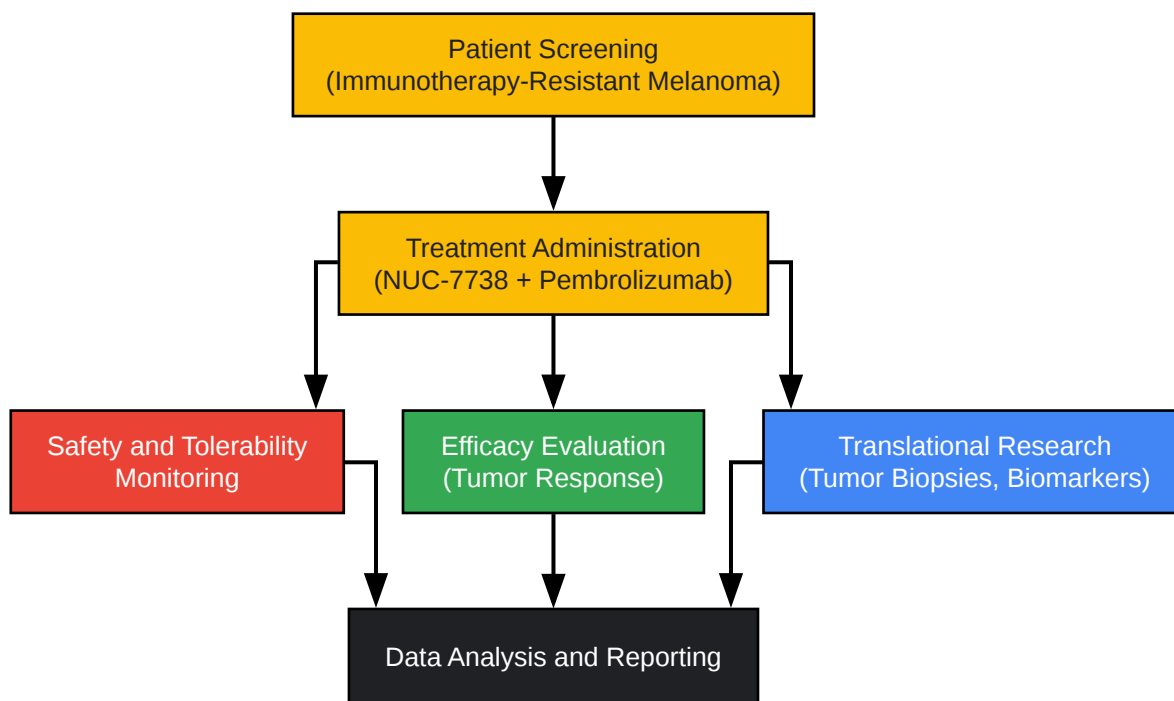 Patient Screening
(Immunotherapy-Resistant Melanoma)
Treatment Administration
(NUC-7738 + Pembrolizumab)
Safety and Tolerability
Monitoring
Efficacy Evaluation
(Tumor Response)
Translational Research
(Tumor Biopsies, Biomarkers)
Data Analysis and Reporting